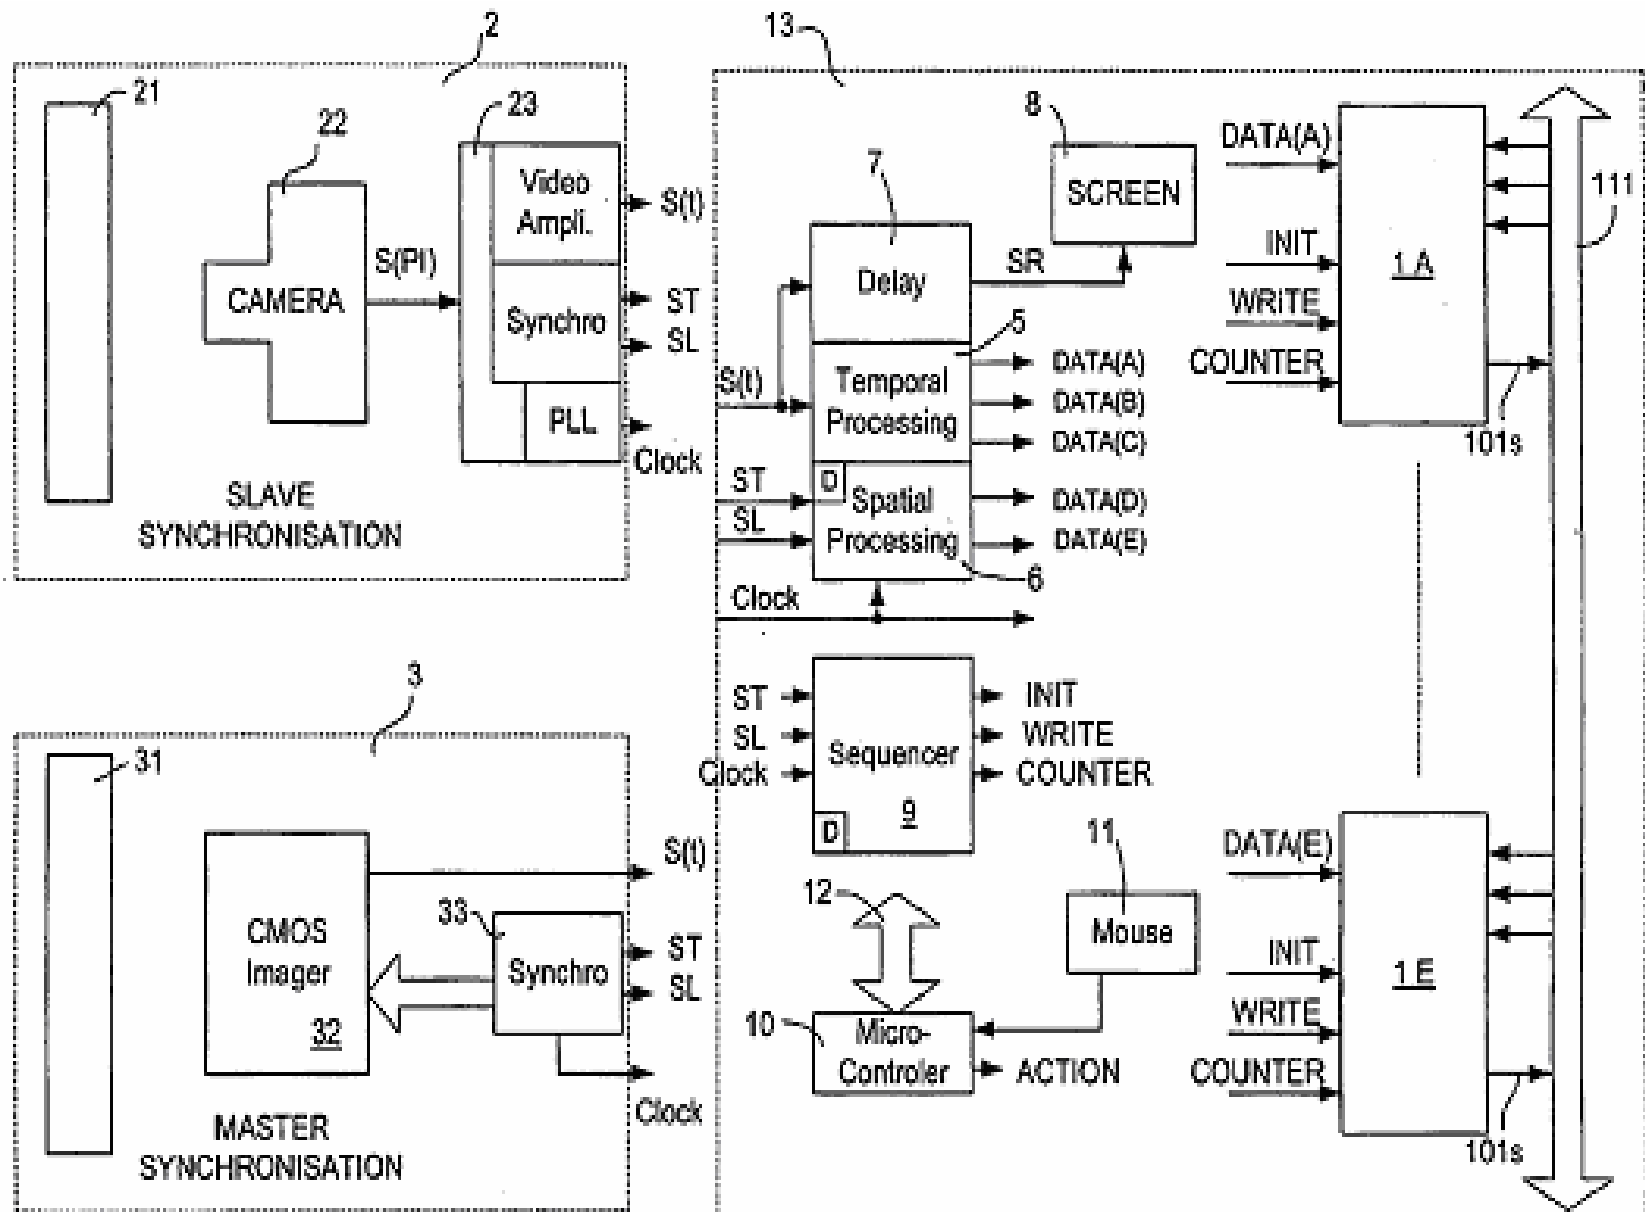 2
21
22
23
CAMERA
S(PI)
Video
Ampli.
Synchro
PLL
S(t)
ST
SL
Clock
SLAVE
SYNCHRONISATION
3
31
CMOS
Imager
32
33
Synchro
S(t)
ST
SL
Clock
MASTER
SYNCHRONISATION
13
7
8
SCREEN
SR
Delay
5
S(t)
Temporal
Processing
DATA(A)
DATA(B)
DATA(C)
ST
SL
D
Spatial
Processing
6
DATA(D)
DATA(E)
Clock
ST
SL
Clock
Sequencer
9
D
INIT
WRITE
COUNTER
12
11
Mouse
10
Micro-
Controler
ACTION
DATA(A)
INIT
WRITE
COUNTER
1 A
101s
111
DATA(E)
INIT
WRITE
COUNTER
1 E
101s